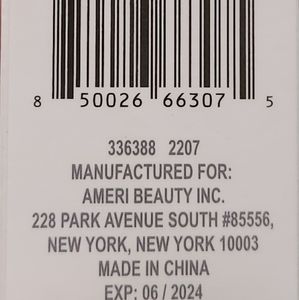 8 50026 66307 5
336388 2207
MANUFACTURED FOR:
AMERI BEAUTY INC.
228 PARK AVENUE SOUTH #85556,
NEW YORK, NEW YORK 10003
MADE IN CHINA
EXP: 06 / 2024